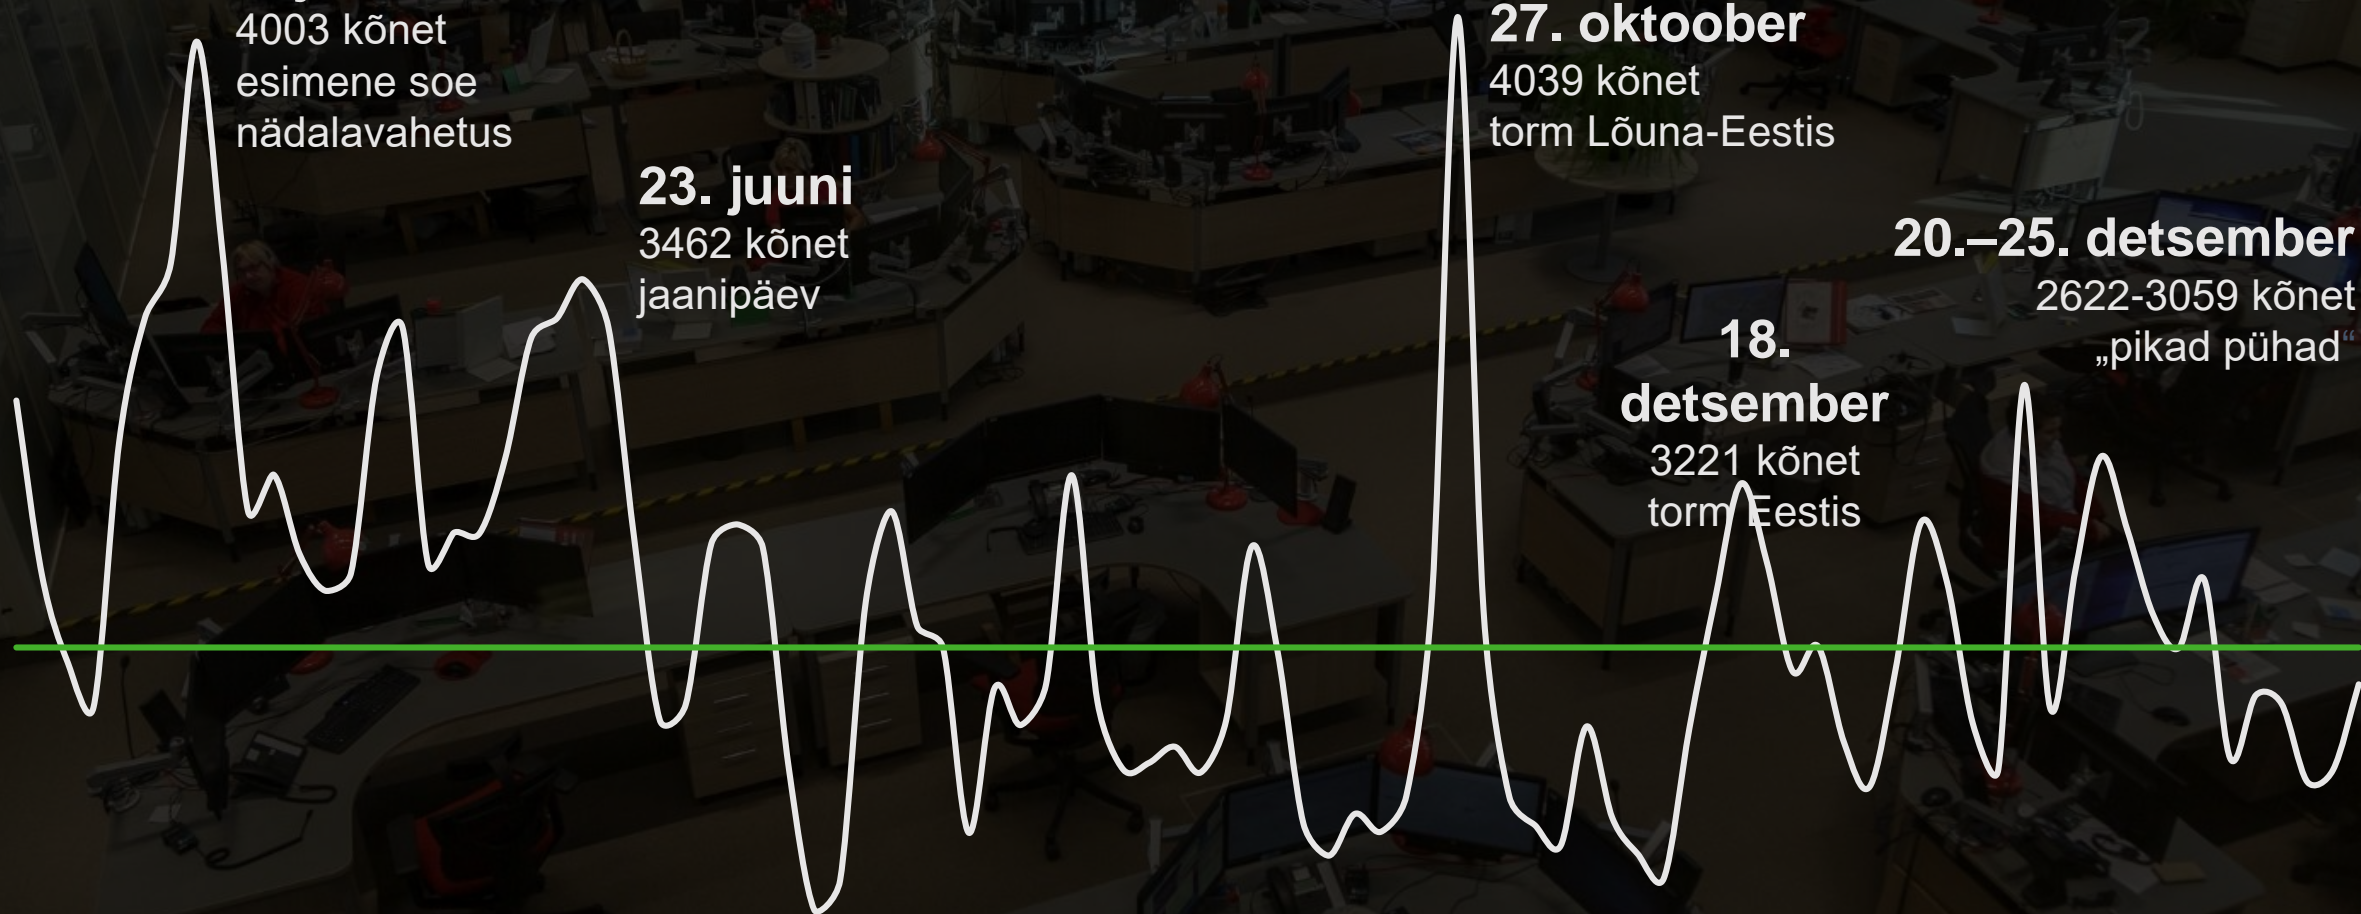 4003 kõnet
esimene soe
nädalavahetus
23. juuni
3462 kõnet
jaanipäev
27. oktoober
4039 kõnet
torm Lõuna-Eestis
18.
detsember
3221 kõnet
torm Eestis
20.–25. detsember
2622-3059 kõnet
„pikad pühad“